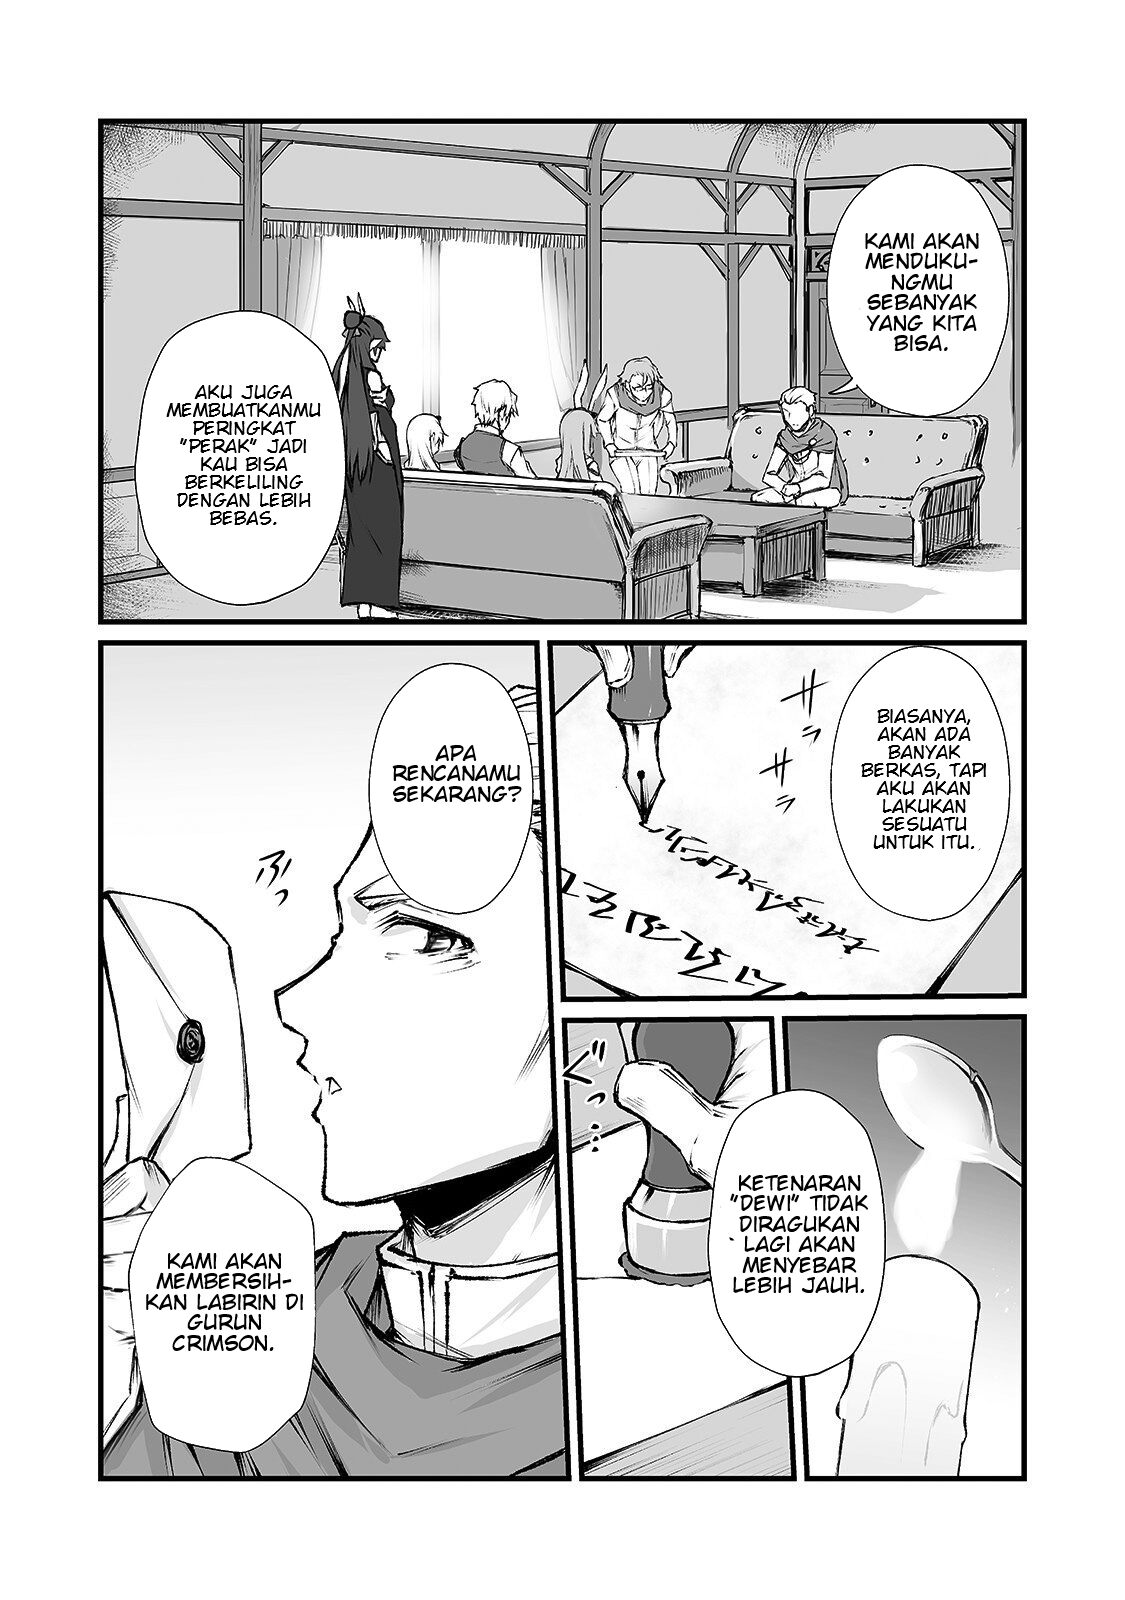 KAMI AKAN
MENDUKU-
NGMU
SEBANYAK
YANG KITA
BISA.
AKU JUGA
MEMBUATKANMU
PERINGKAT
"PERAK" JADI
KAU BISA
BERKELILING
DENGAN LEBIH
BEBAS.
BIASANYA,
AKAN ADA
BANYAK
BERKAS, TAPI
AKU AKAN
LAKUKAN
SESUATU
UNTUK ITU.
KETENARAN
"DEWI" TIDAK
DIRAGUKAN
LAGI AKAN
MENYEBAR
LEBIH JAUH.
APA
RENCANAMU
SEKARANG?
ふぅ
KAMI AKAN
MEMBERSIH-
KAN LABIRIN DI
GURUN
CRIMSON.